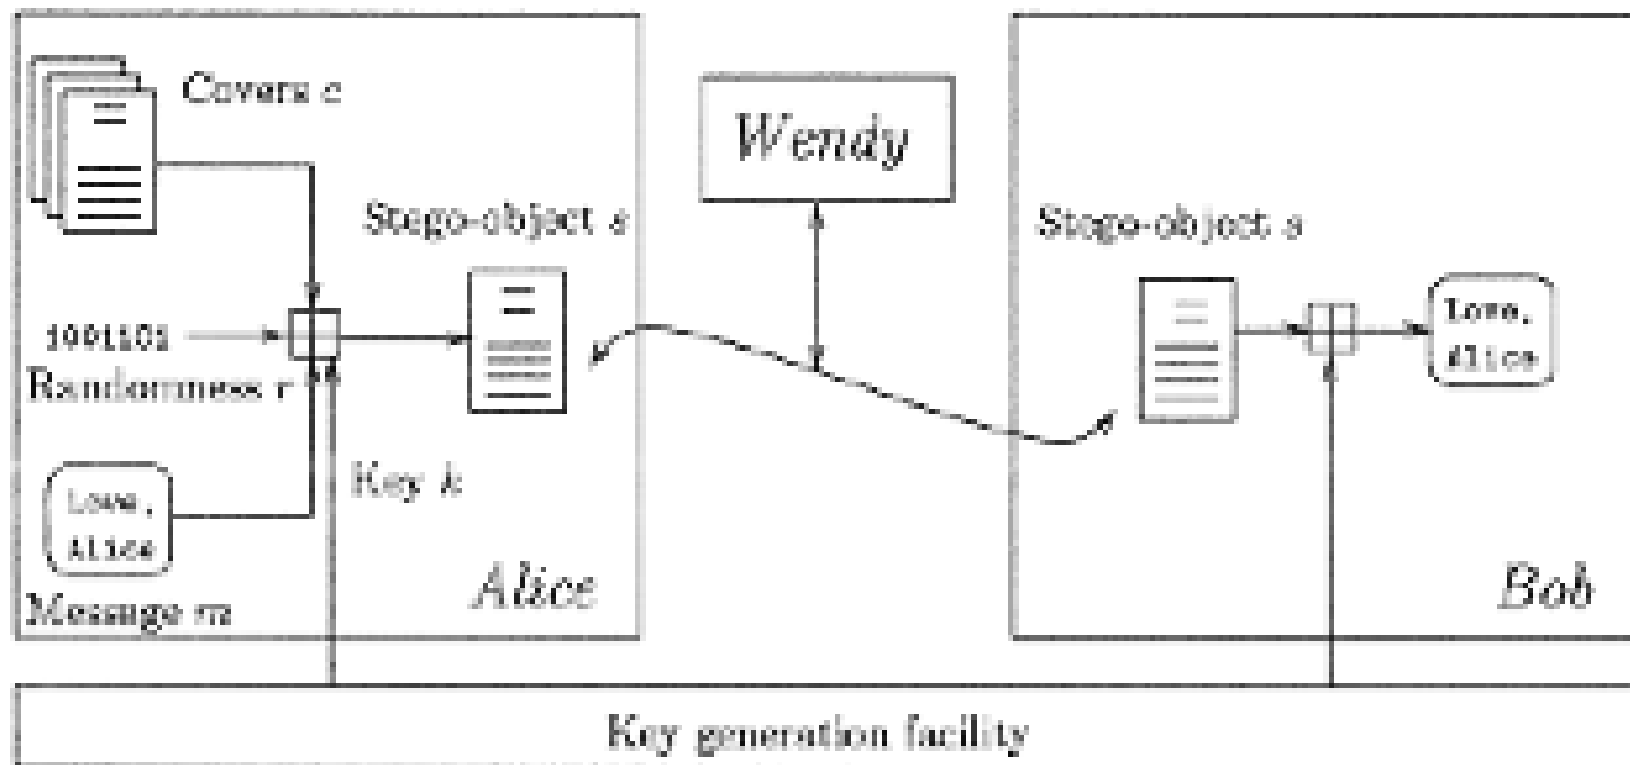 Covers c
Wendy
Stego-object s
Stego-object s
1001101
Randomness r
Love,
Alice
Key k
Love,
Alice
Message m
Alice
Bob
Key generation facility